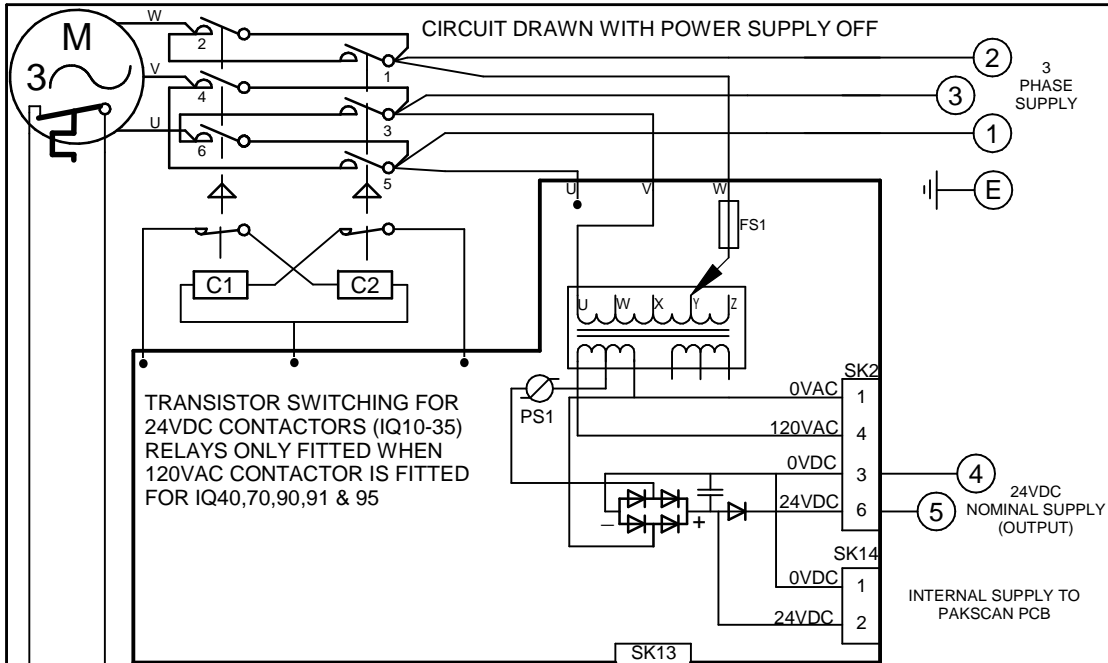 CIRCUIT DRAWN WITH POWER SUPPLY OFF
W
M
3
V
U
2
1
4
3
6
5
2
3
1
E
3
PHASE
SUPPLY
U
V
W
FS1
C1
C2
U W X Y Z
PS1
TRANSISTOR SWITCHING FOR
24VDC CONTACTORS (IQ10-35)
RELAYS ONLY FITTED WHEN
120VAC CONTACTOR IS FITTED
FOR IQ40,70,90,91 & 95
SK2
0VAC 1
120VAC 4
0VDC 3
24VDC 6
4
5
24VDC
NOMINAL SUPPLY
(OUTPUT)
– +
SK14
0VDC 1
24VDC 2
INTERNAL SUPPLY TO
PAKSCAN PCB
SK13